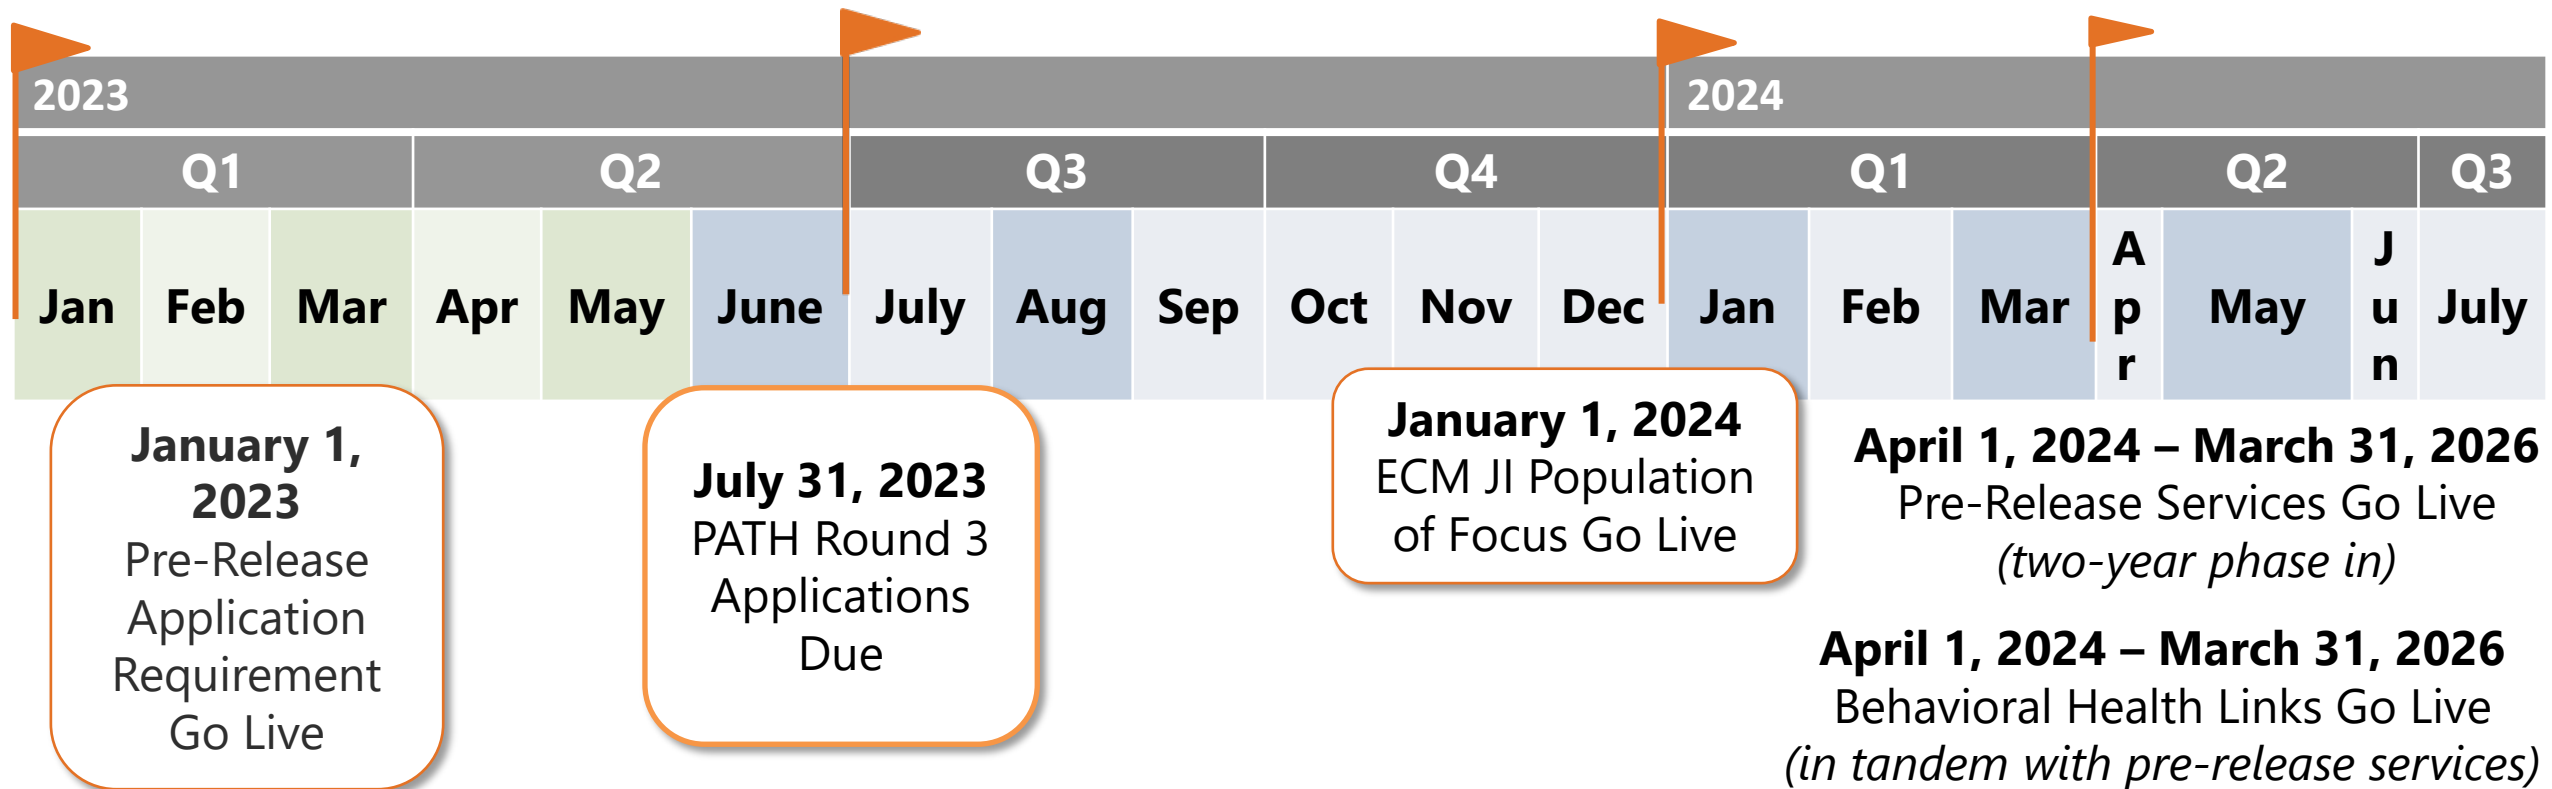 2023
2024
Q1
Q2
Q3
Q4
Q1
Q2
Q3
Jan
Feb
Mar
Apr
May
June
July
Aug
Sep
Oct
Nov
Dec
Jan
Feb
Mar
Apr
May
Jun
July
January 1,
2023
Pre-Release
Application
Requirement
Go Live
July 31, 2023
PATH Round 3
Applications
Due
January 1, 2024
ECM JI Population
of Focus Go Live
April 1, 2024 – March 31, 2026
Pre-Release Services Go Live
(two-year phase in)
April 1, 2024 – March 31, 2026
Behavioral Health Links Go Live
(in tandem with pre-release services)